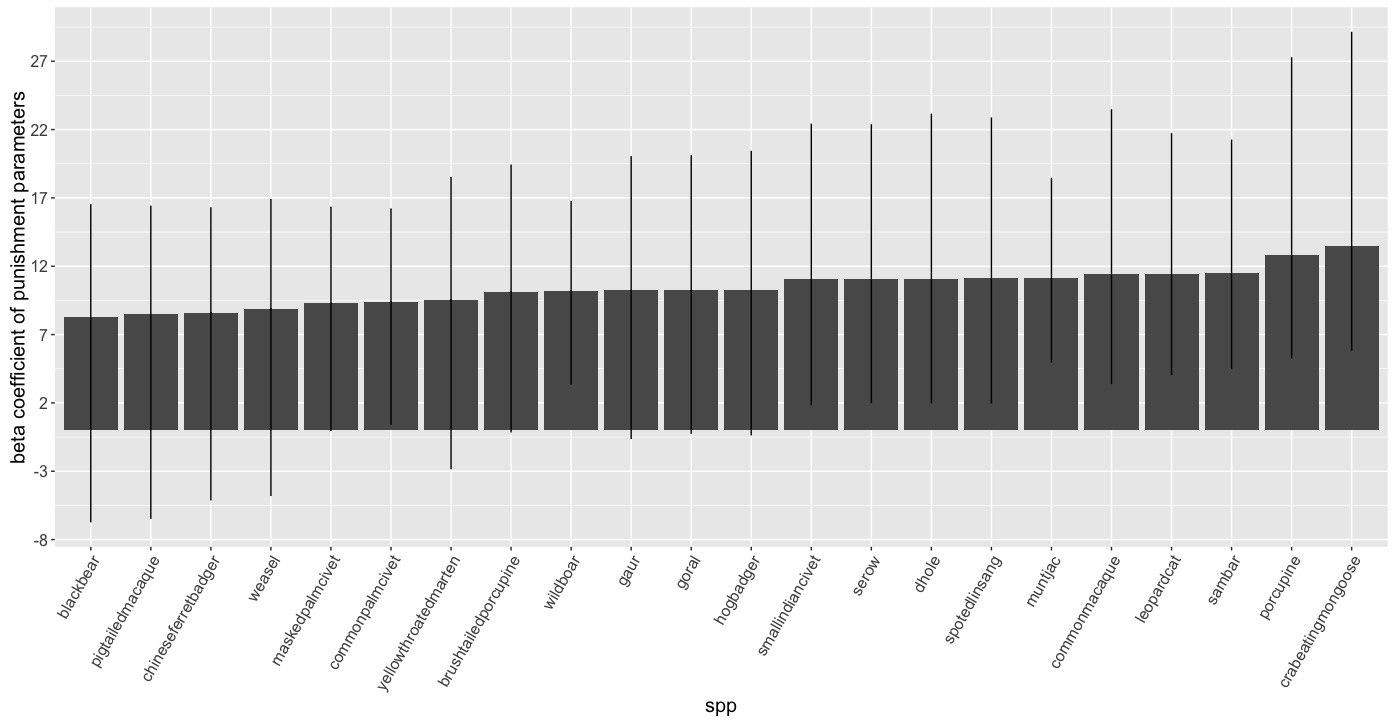 beta coefficient of punishment parameters
27
22
17
12
7
2
-3
-8
blackbear
pigtailedmacaque
chineseferretbadger
weasel
maskedpalmcivet
commonpalmcivet
yellowthroatedmarten
brushtailedporcupine
wildboar
gaur
goral
hogbadger
smallindiancivet
serow
dhole
spotedlinsang
muntjac
commonmacaque
leopardcat
sambar
porcupine
crabeatingmongoose
spp